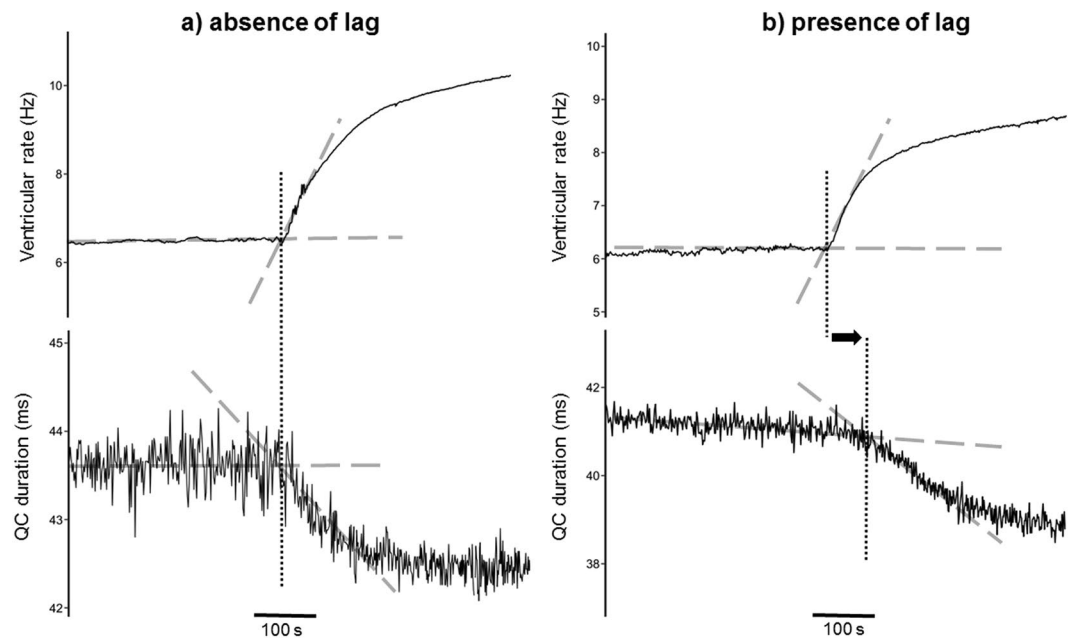 a) absence of lag
b) presence of lag
Ventricular rate (Hz)
10
8
6
Ventricular rate (Hz)
10
9
8
7
6
5
QC duration (ms)
45
44
43
42
QC duration (ms)
42
40
38
100 s
100 s